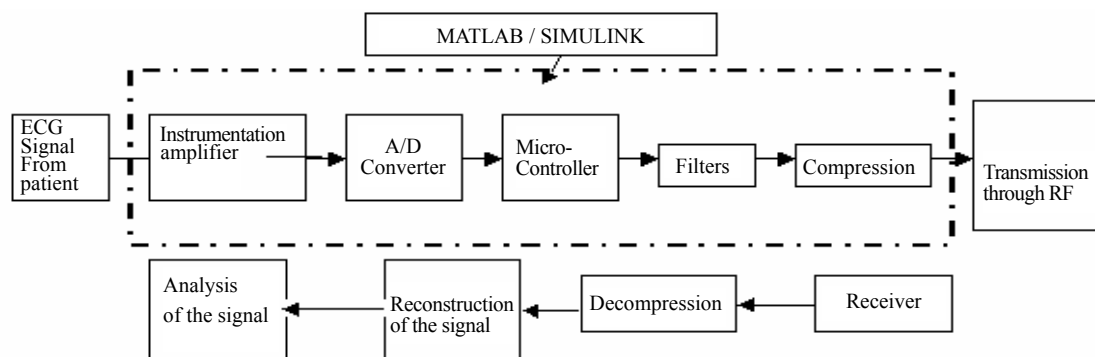 MATLAB / SIMULINK
ECG
Signal
From
patient
Instrumentation
amplifier
A/D
Converter
Micro-
Controller
Filters
Compression
Transmission
through RF
Analysis
of the signal
Reconstruction
of the signal
Decompression
Receiver